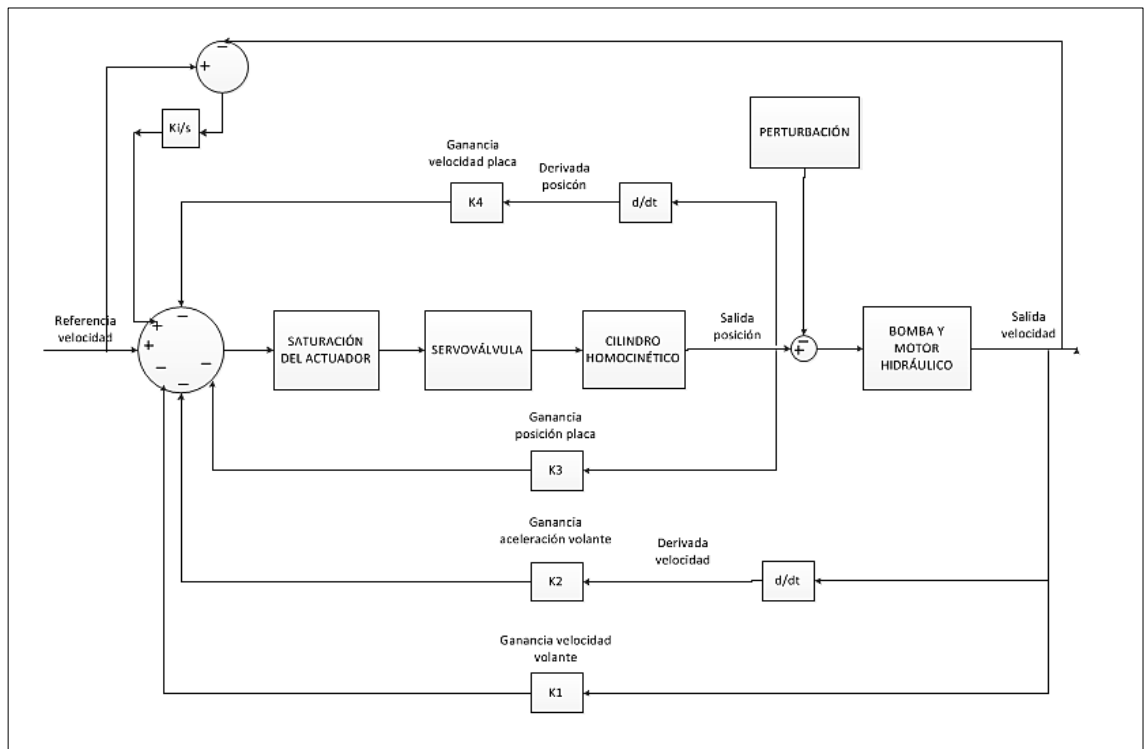 −
+
Ki/s
PERTURBACIÓN
Ganancia
velocidad placa
Derivada
posicón
K4
d/dt
−
+
Referencia
velocidad
+
−
−
−
SATURACIÓN
DEL ACTUADOR
SERVOVÁLVULA
CILINDRO
HOMOCINÉTICO
Salida
posición
−
+
BOMBA Y
MOTOR
HIDRÁULICO
Salida
velocidad
Ganancia
posición placa
K3
Ganancia
aceleración volante
Derivada
velocidad
K2
d/dt
Ganancia velocidad
volante
K1